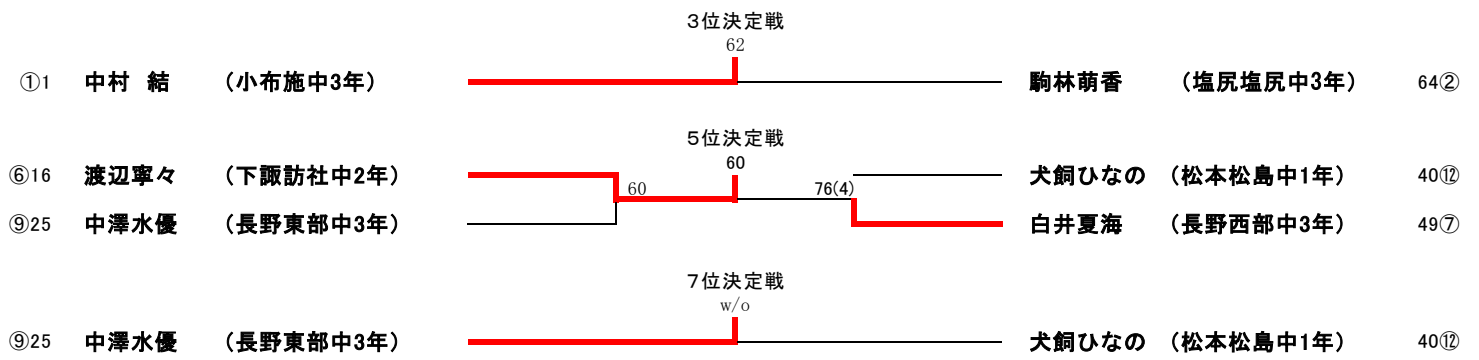 3位決定戦
62
①1 中村 結 (小布施中3年) 駒林萌香 (塩尻塩尻中3年) 64②
5位決定戦
60
⑥16 渡辺寧々 (下諏訪社中2年) 60 76(4) 犬飼ひなの (松本松島中1年) 40⑫
⑨25 中澤水優 (長野東部中3年) 白井夏海 (長野西部中3年) 49⑦
7位決定戦
w/o
⑨25 中澤水優 (長野東部中3年) 犬飼ひなの (松本松島中1年) 40⑫